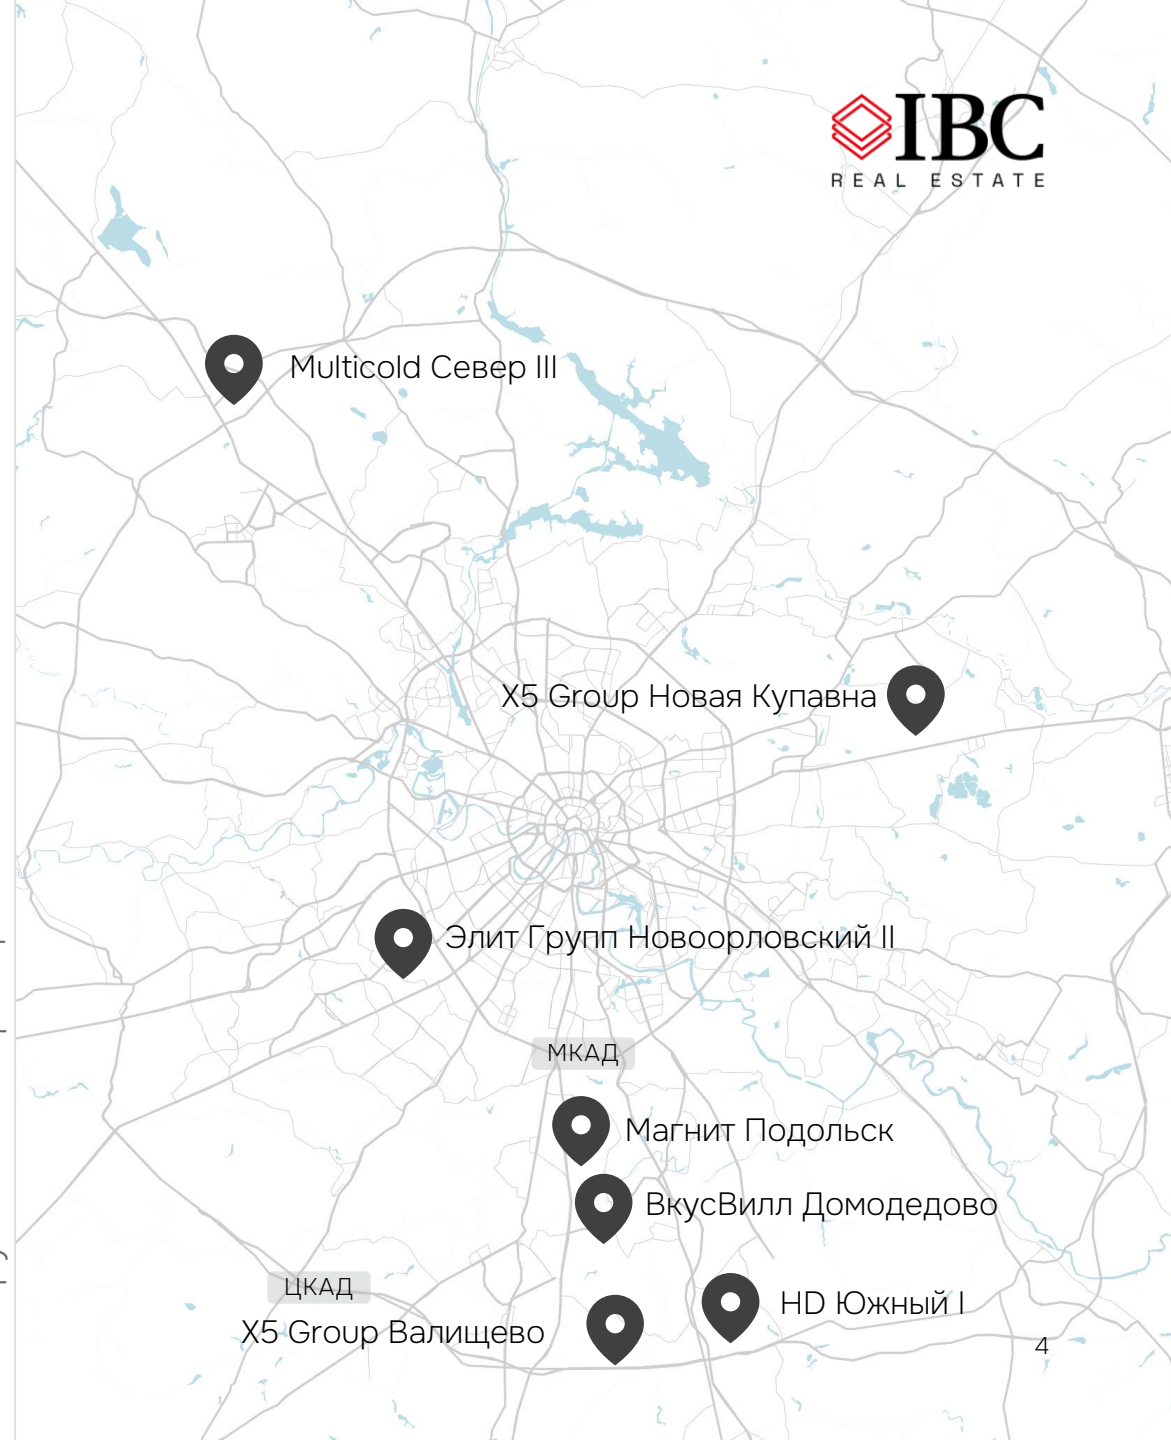 IBC
REAL ESTATE
Multicold Север III
X5 Group Новая Купавна
Элит Групп Новоорловский II
МКАД
Магнит Подольск
ВкусВилл Домодедово
ЦКАД
HD Южный I
X5 Group Валищево
4